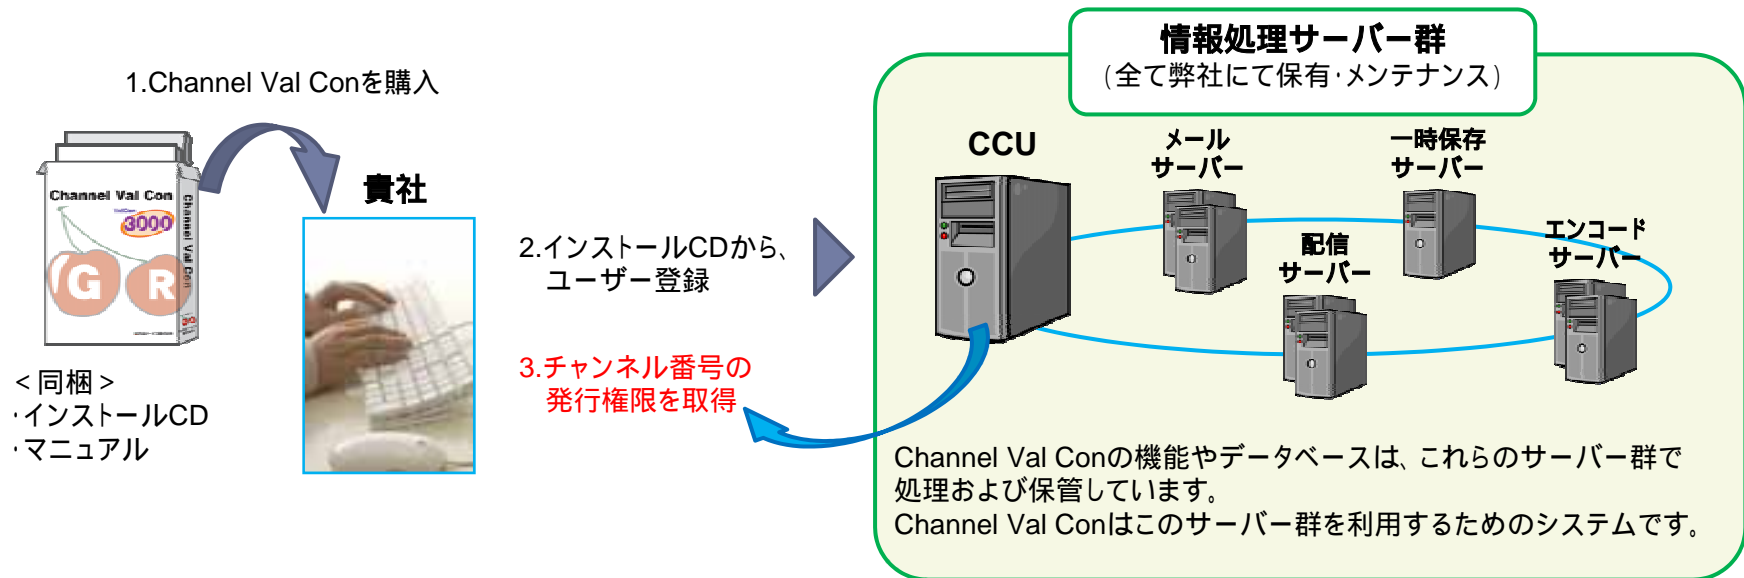 1.Channel Val Conを購入
Channel Val Con
3000
Channel Val Con
G R
<同梱>
・インストールCD
・マニュアル
貴社
2.インストールCDから、
ユーザー登録
3.チャンネル番号の
発行権限を取得
情報処理サーバー群
(全て弊社にて保有・メンテナンス)
CCU
メール
サーバー
一時保存
サーバー
配信
サーバー
エンコード
サーバー
Channel Val Conの機能やデータベースは、これらのサーバー群で
処理および保管しています。
Channel Val Conはこのサーバー群を利用するためのシステムです。